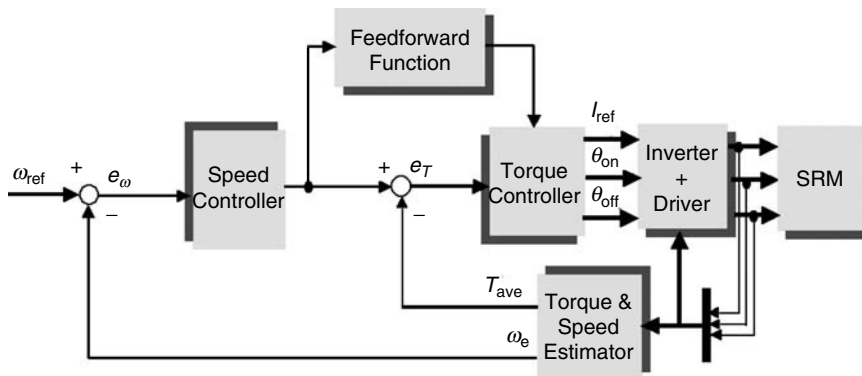 Feedforward
Function
I_ref
ω_ref
+
e_ω
−
Speed
Controller
+
e_T
−
Torque
Controller
θ_on
θ_off
Inverter
+
Driver
SRM
T_ave
ω_e
Torque &
Speed
Estimator